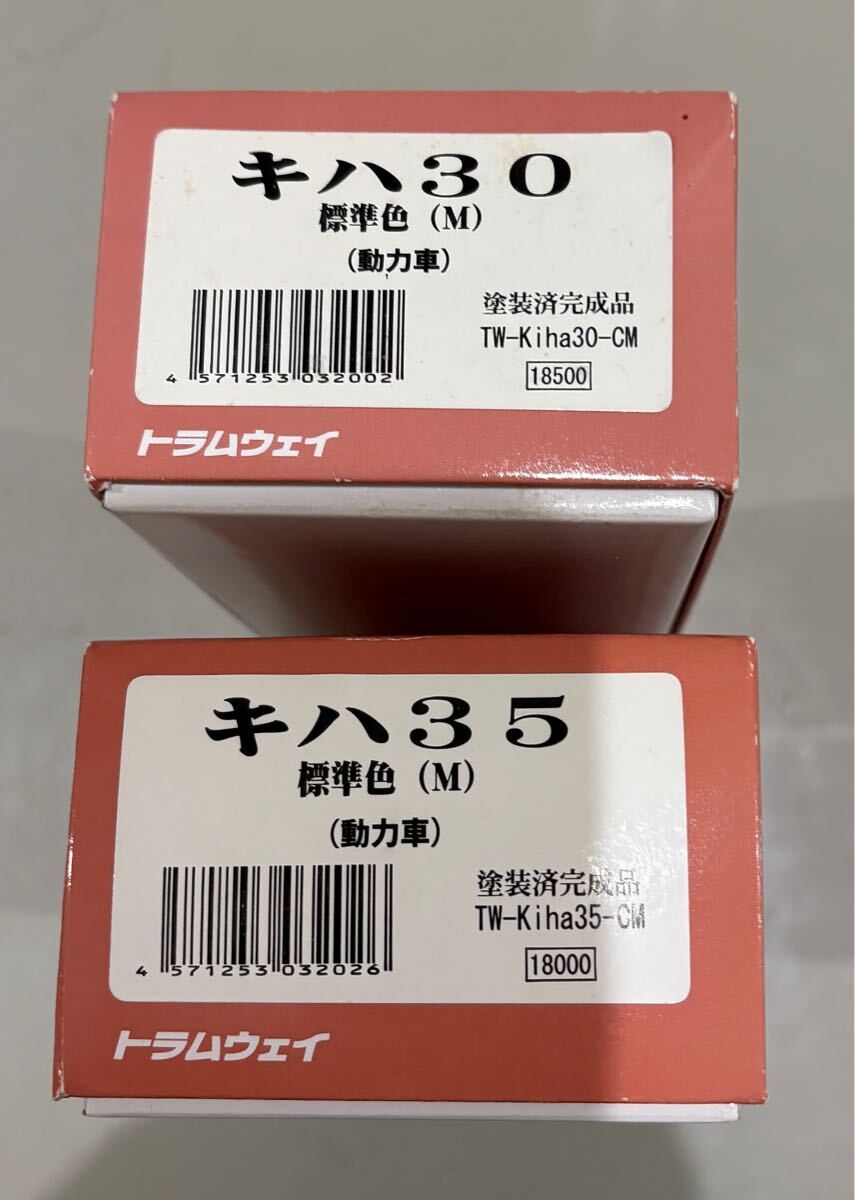 キハ３０
標準色（M）
（動力車）
塗装済完成品
TW-Kiha30-CM
18500
4 571253 032002
トラムウェイ
キハ３５
標準色（M）
（動力車）
塗装済完成品
TW-Kiha35-CM
18000
4 571253 032026
トラムウェイ